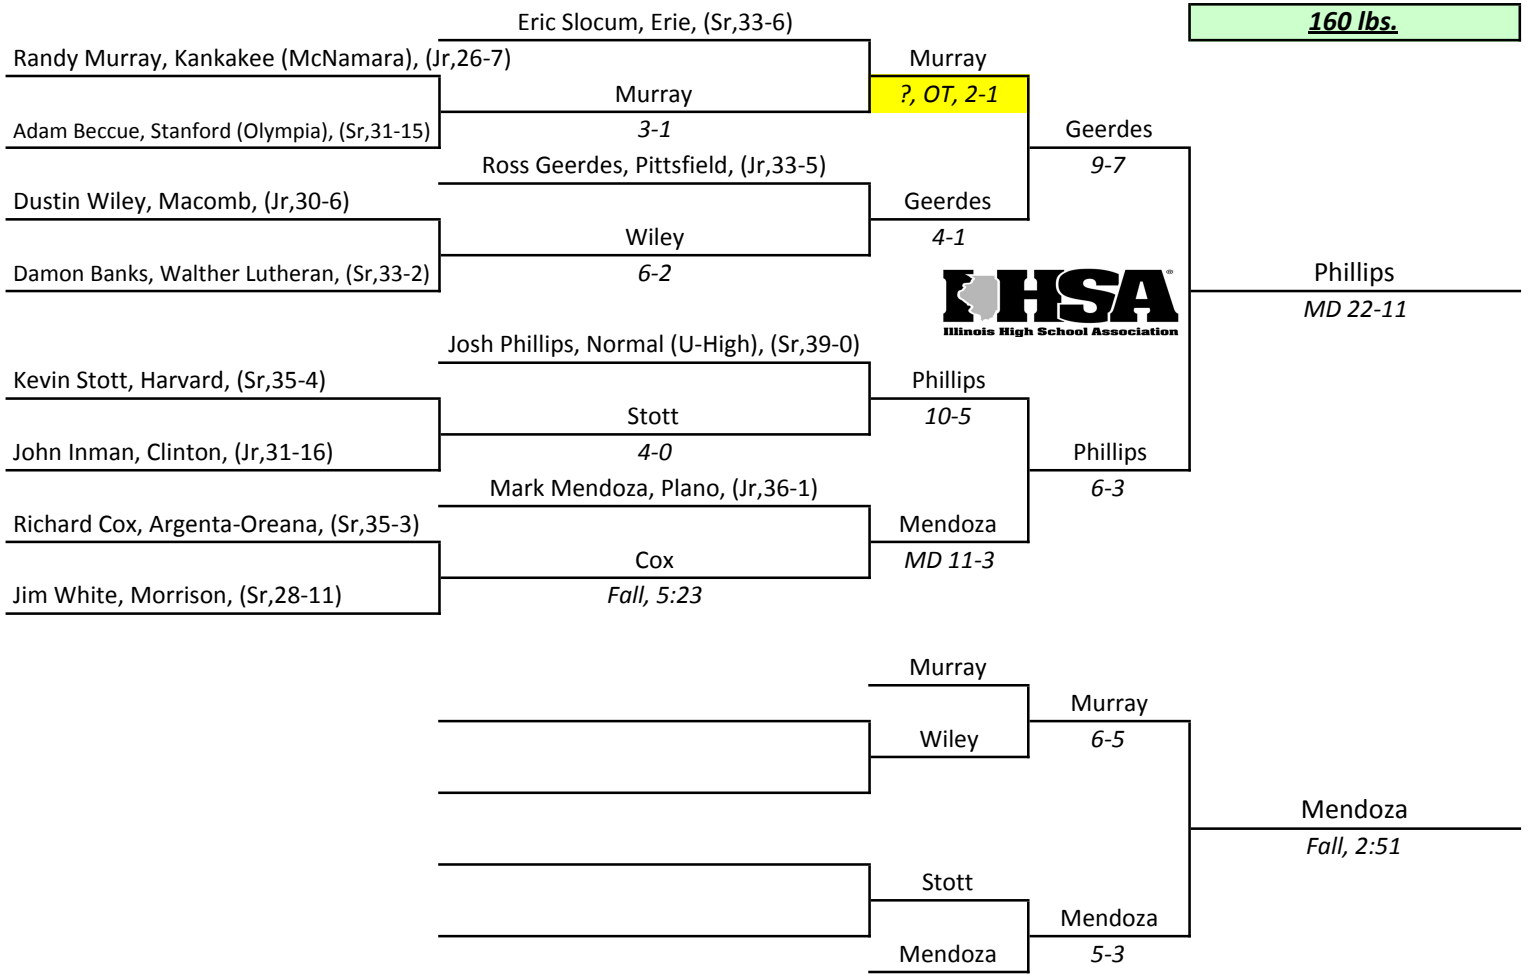 Eric Slocum, Erie, (Sr,33-6)
160 lbs.
Randy Murray, Kankakee (McNamara), (Jr,26-7)
Murray
Murray
?, OT, 2-1
Adam Beccue, Stanford (Olympia), (Sr,31-15)
3-1
Geerdes
Ross Geerdes, Pittsfield, (Jr,33-5)
9-7
Dustin Wiley, Macomb, (Jr,30-6)
Geerdes
Wiley
4-1
Damon Banks, Walther Lutheran, (Sr,33-2)
6-2
Phillips
IHSA
®
MD 22-11
Illinois High School Association
Josh Phillips, Normal (U-High), (Sr,39-0)
Kevin Stott, Harvard, (Sr,35-4)
Phillips
Stott
10-5
John Inman, Clinton, (Jr,31-16)
4-0
Phillips
Mark Mendoza, Plano, (Jr,36-1)
6-3
Richard Cox, Argenta-Oreana, (Sr,35-3)
Mendoza
Cox
MD 11-3
Jim White, Morrison, (Sr,28-11)
Fall, 5:23
Murray
Murray
Wiley
6-5
Mendoza
Fall, 2:51
Stott
Mendoza
Mendoza
5-3